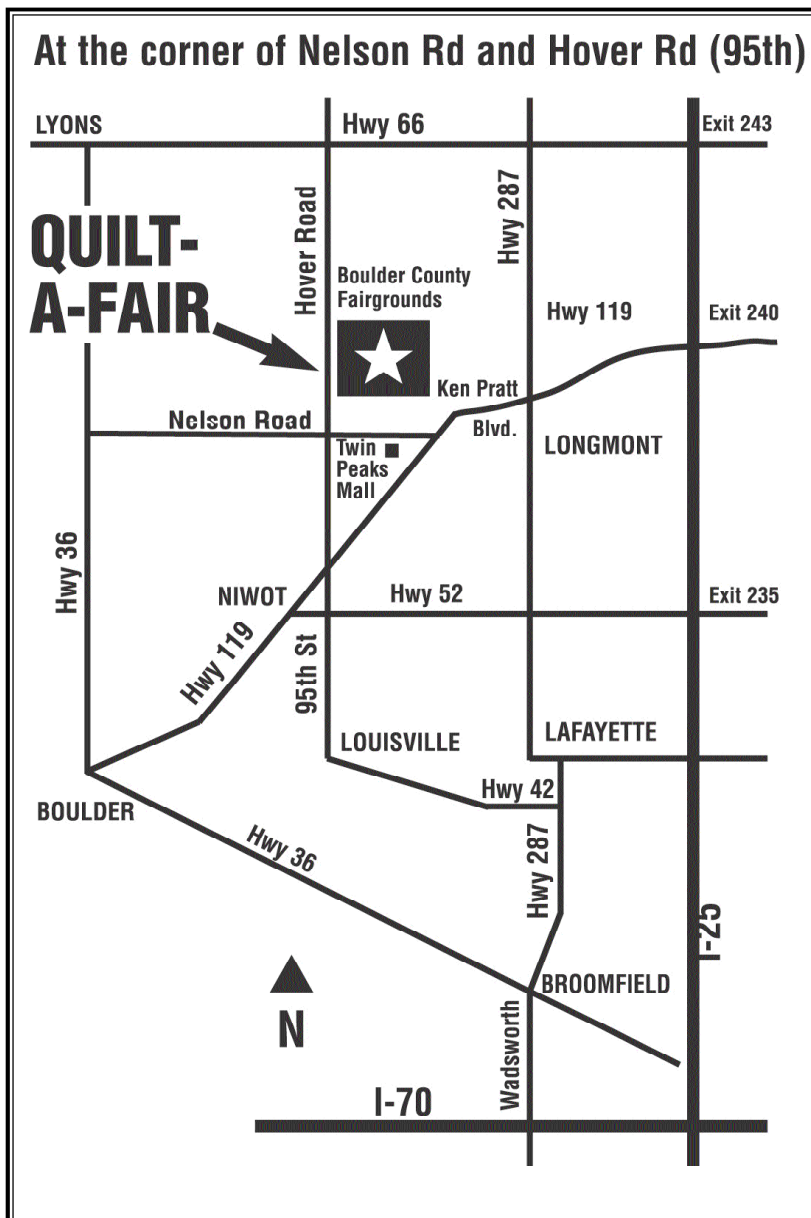 At the corner of Nelson Rd and Hover Rd (95th)
LYONS
Hwy 66
Exit 243
Hwy 287
Hover Road
QUILT-
A-FAIR
Boulder County
Fairgrounds
Hwy 119
Exit 240
Ken Pratt
Blvd.
Nelson Road
Twin
Peaks
Mall
LONGMONT
Hwy 36
NIWOT
Hwy 52
Exit 235
Hwy 119
95th St
LOUISVILLE
LAFAYETTE
Hwy 42
BOULDER
Hwy 36
Hwy 287
I-25
BROOMFIELD
N
Wadsworth
I-70